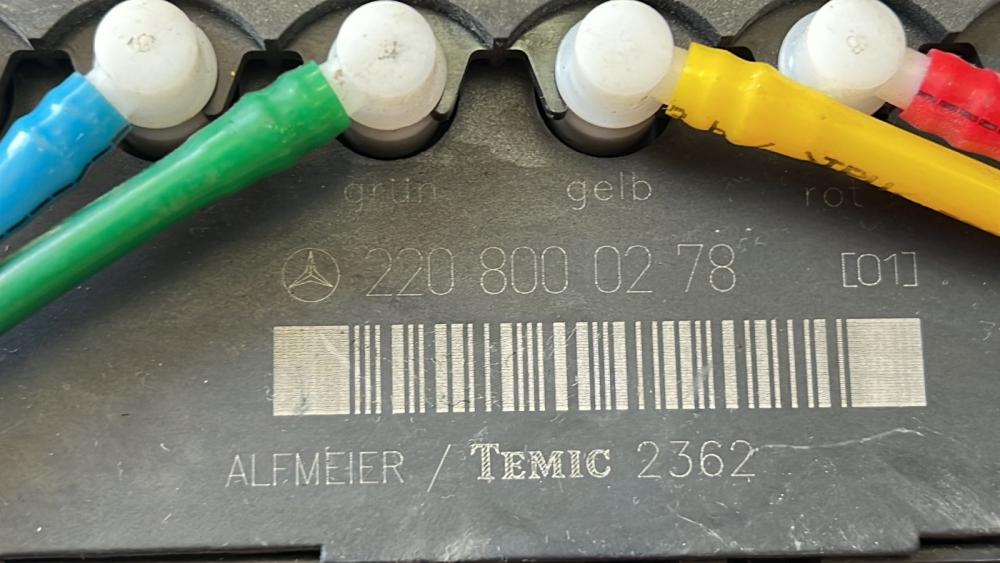 grün gelb rot
220 800 02 78 [01]
ALFMEIER / TEMIC 2362